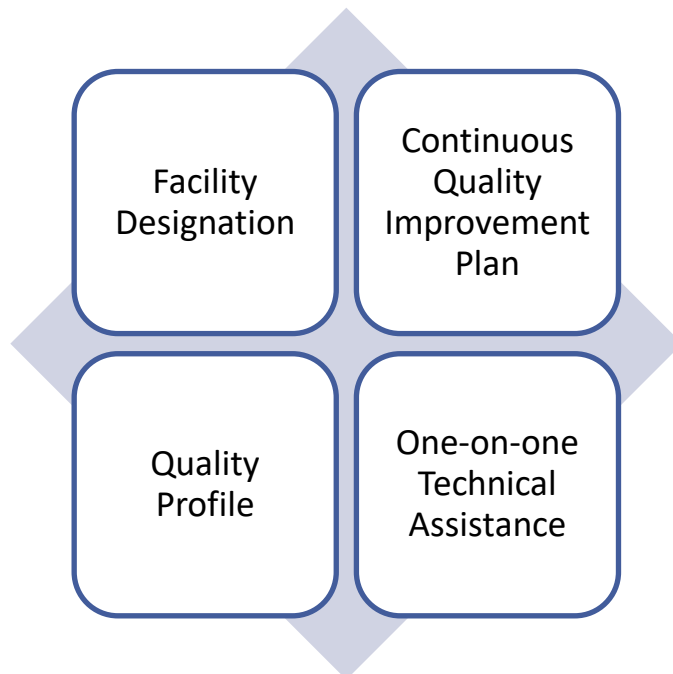 Facility
Designation
Continuous
Quality
Improvement
Plan
Quality
Profile
One-on-one
Technical
Assistance